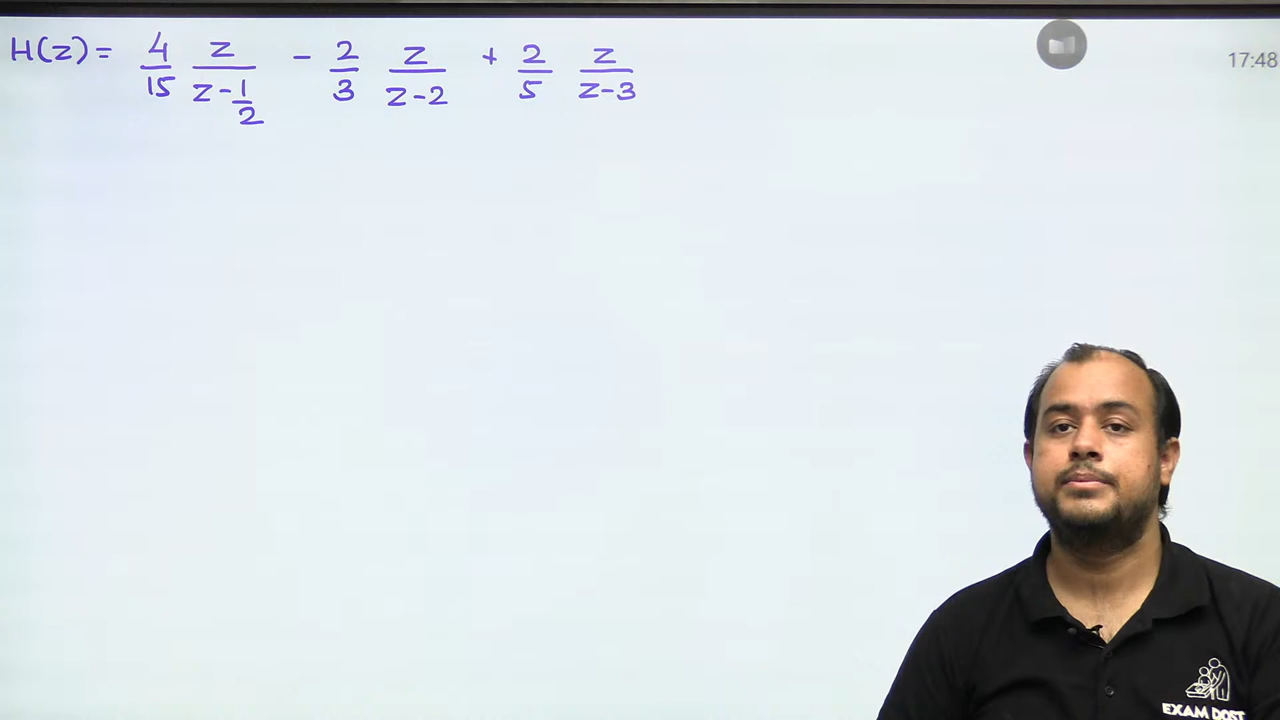 H(z) = 4/15 z/(z-1/2) - 2/3 z/(z-2) + 2/5 z/(z-3)
17:48
EXAM DOST